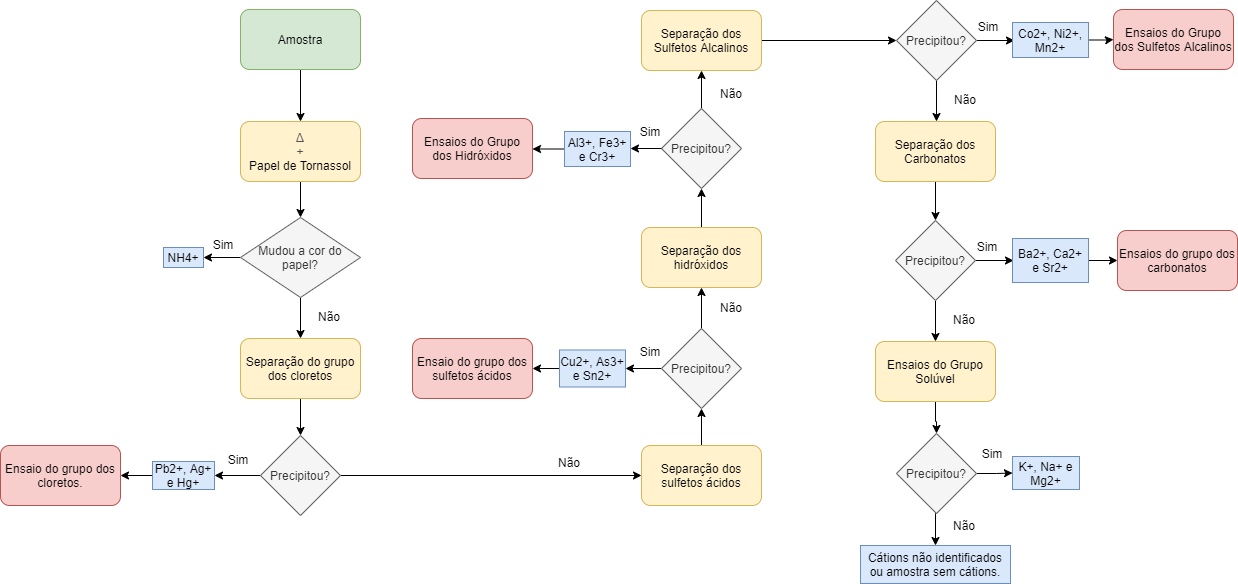 Amostra
Δ
+
Papel de Tornassol
Mudou a cor do
papel?
Sim
NH4+
Não
Separação do grupo
dos cloretos
Precipitou?
Sim
Pb2+, Ag+
e Hg+
Ensaio do grupo dos
cloretos.
Não
Separação dos
sulfetos ácidos
Precipitou?
Sim
Cu2+, As3+
e Sn2+
Ensaio do grupo dos
sulfetos ácidos
Não
Separação dos
hidróxidos
Precipitou?
Sim
Al3+, Fe3+
e Cr3+
Ensaios do Grupo
dos Hidróxidos
Não
Separação dos
Sulfetos Alcalinos
Precipitou?
Sim
Co2+, Ni2+,
Mn2+
Ensaios do Grupo
dos Sulfetos Alcalinos
Não
Separação dos
Carbonatos
Precipitou?
Sim
Ba2+, Ca2+
e Sr2+
Ensaios do grupo dos
carbonatos
Não
Ensaios do Grupo
Solúvel
Precipitou?
Sim
K+, Na+ e
Mg2+
Não
Cátions não identificados
ou amostra sem cátions.